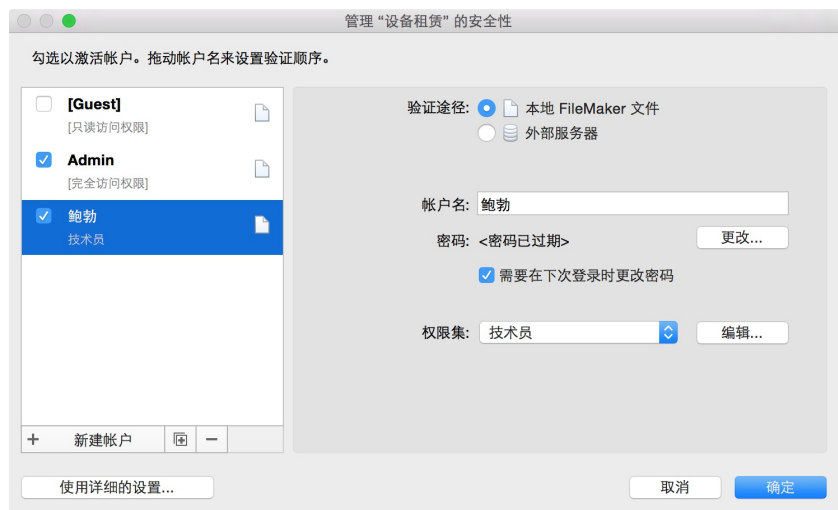 管理 “设备租赁” 的安全性
勾选以激活帐户。拖动帐户名来设置验证顺序。
[Guest]
[只读访问权限]
Admin
[完全访问权限]
鲍勃
技术员
新建帐户
使用详细的设置...
验证途径: 本地 FileMaker 文件
外部服务器
帐户名: 鲍勃
密码: <密码已过期> 更改...
需要在下次登录时更改密码
权限集: 技术员 编辑...
取消 确定